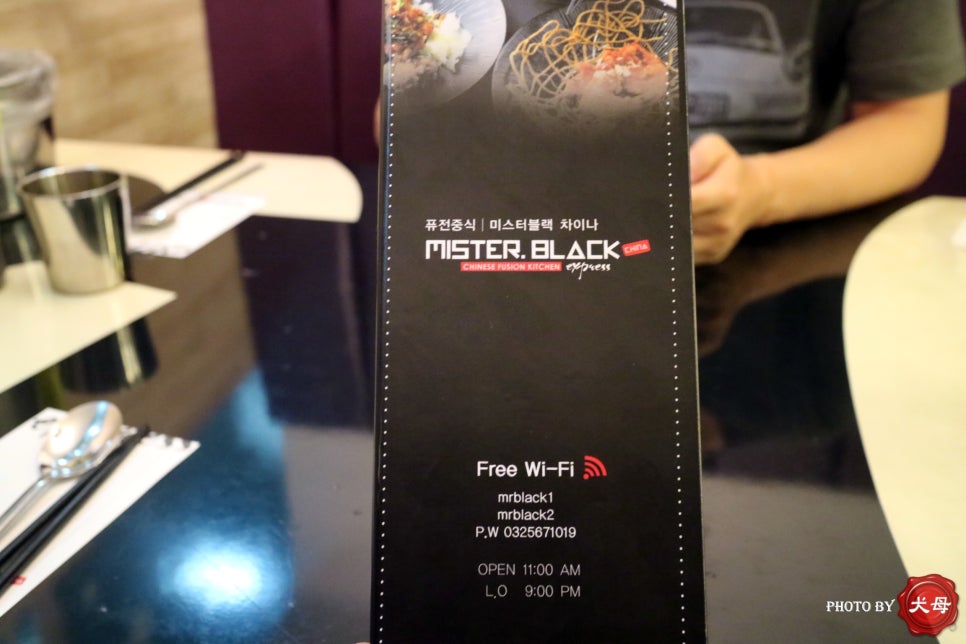 퓨전중식 | 미스터블랙 차이나
MISTER.BLACK CHINA
CHINESE FUSION KITCHEN express
Free Wi-Fi
mrblack1
mrblack2
P.W 0325671019
OPEN 11:00 AM
L.O 9:00 PM
PHOTO BY 犬母